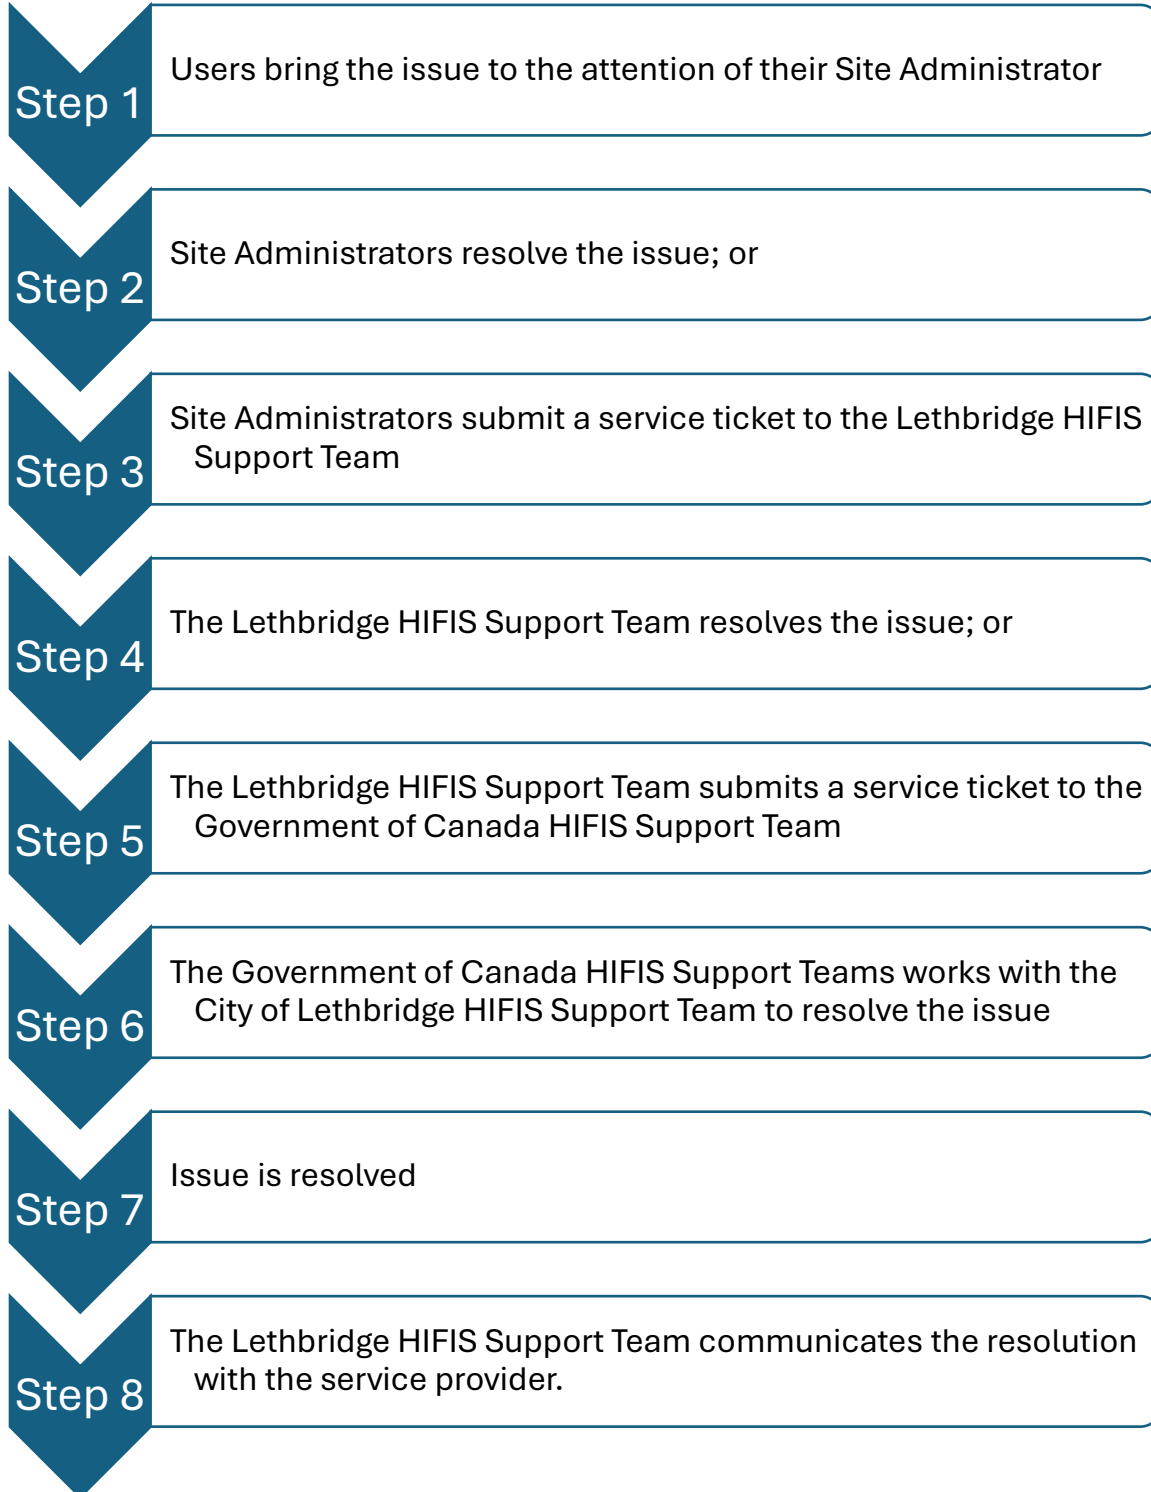 Step 1
Users bring the issue to the attention of their Site Administrator
Step 2
Site Administrators resolve the issue; or
Step 3
Site Administrators submit a service ticket to the Lethbridge HIFIS
Support Team
Step 4
The Lethbridge HIFIS Support Team resolves the issue; or
Step 5
The Lethbridge HIFIS Support Team submits a service ticket to the
Government of Canada HIFIS Support Team
Step 6
The Government of Canada HIFIS Support Teams works with the
City of Lethbridge HIFIS Support Team to resolve the issue
Step 7
Issue is resolved
Step 8
The Lethbridge HIFIS Support Team communicates the resolution
with the service provider.